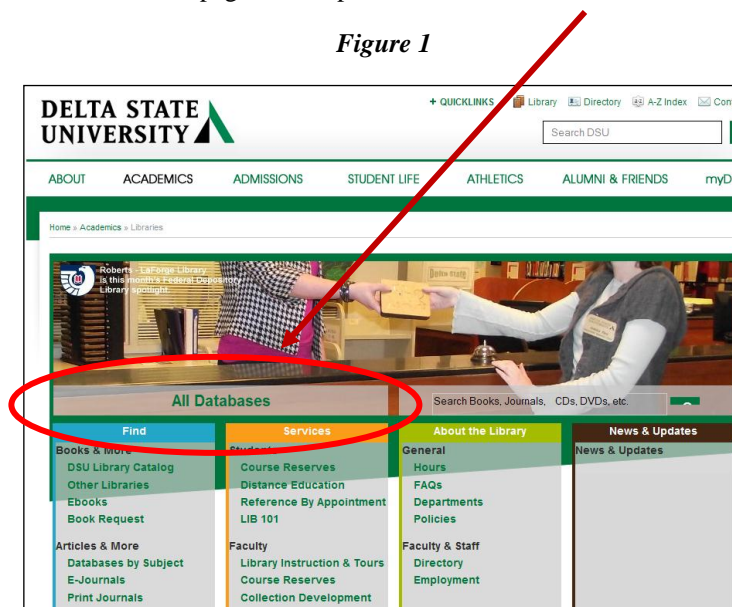 Figure 1
DELTA STATE
UNIVERSITY
+ QUICKLINKS Library Directory A-Z Index
Search DSU
ABOUT ACADEMICS ADMISSIONS STUDENT LIFE ATHLETICS ALUMNI & FRIENDS
Home » Academics » Libraries
Roberts - LaForge Library
is this month's Federal Depository
Library spotlight.
All Databases
Search Books, Journals, CDs, DVDs, etc.
Find Services About the Library News & Updates
Books & More Students General News & Updates
DSU Library Catalog Course Reserves Hours
Other Libraries Distance Education FAQs
Ebooks Reference By Appointment Departments
Book Request LIB 101 Policies
Articles & More Faculty Faculty & Staff
Databases by Subject Library Instruction & Tours Directory
E-Journals Course Reserves Employment
Print Journals Collection Development